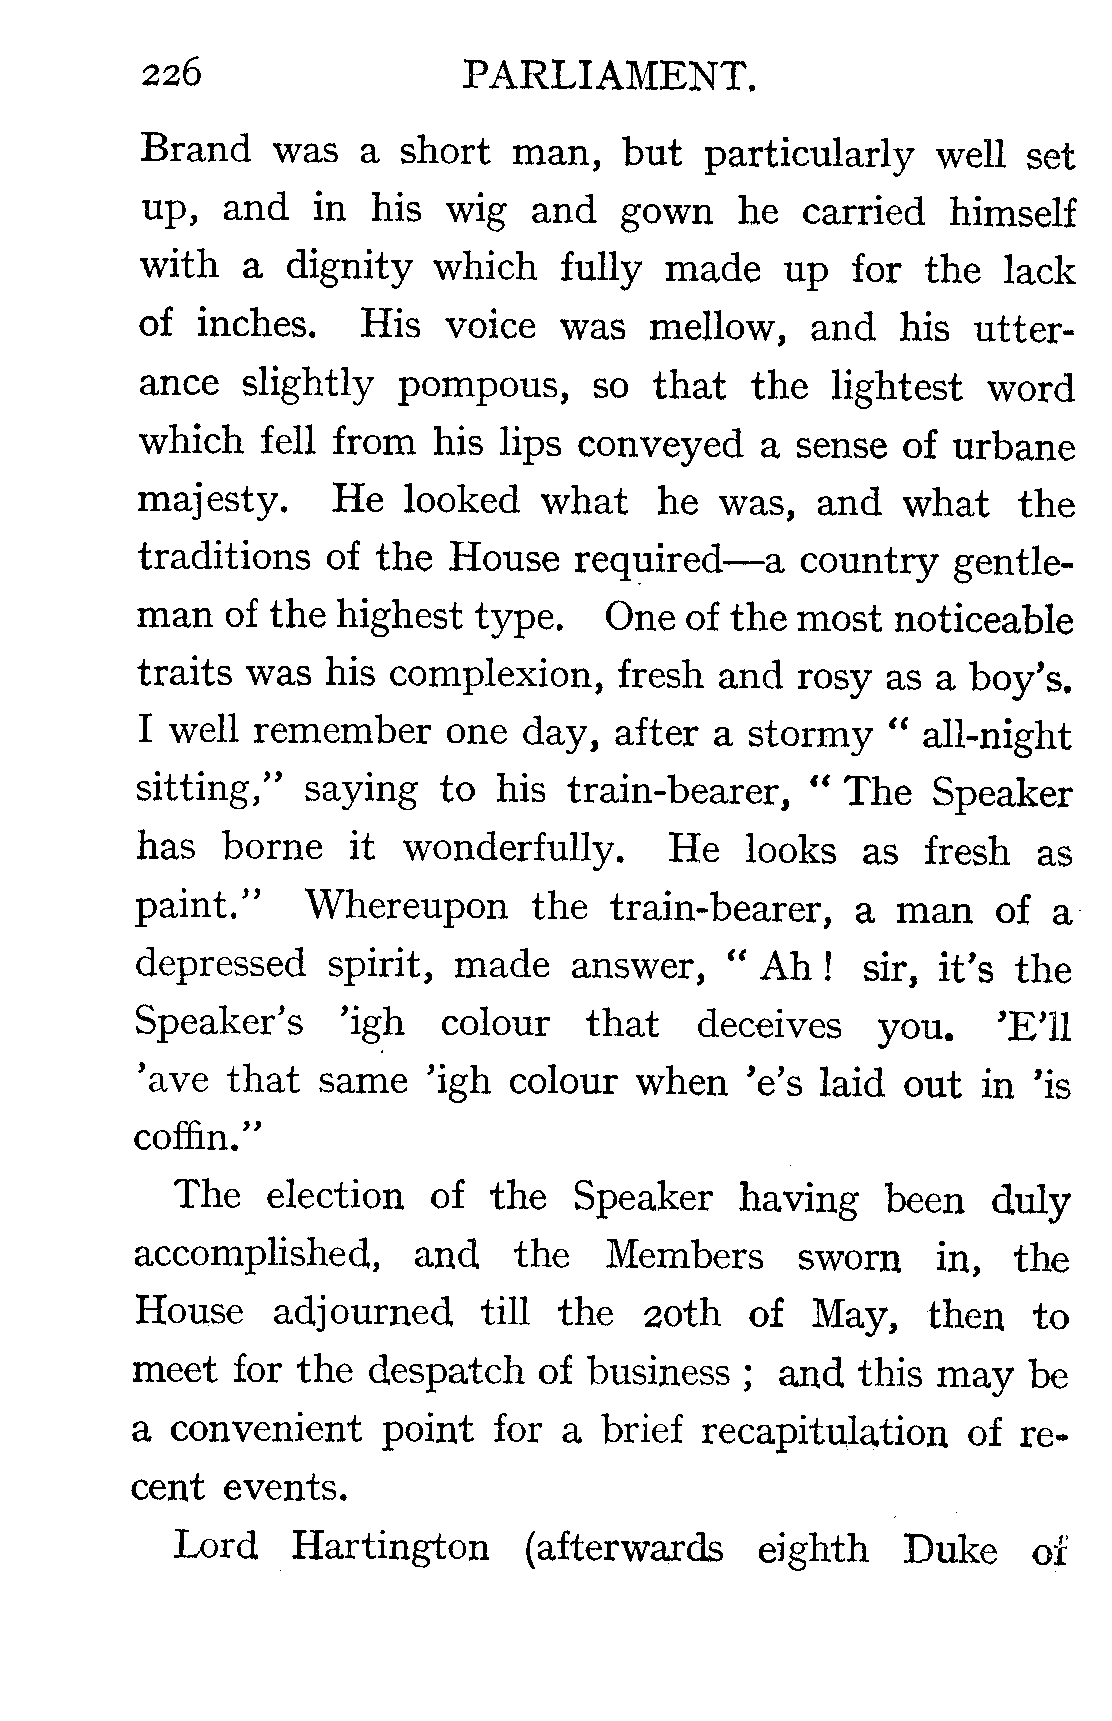 226 PARLIAMENT.
Brand was a short man, but particularly well set
up, and in his wig and gown he carried himself
with a dignity which fully made up for the lack
of inches. His voice was mellow, and his utter-
ance slightly pompous, so that the lightest word
which fell from his lips conveyed a sense of urbane
majesty. He looked what he was, and what the
traditions of the House required—a country gentle-
man of the highest type. One of the most noticeable
traits was his complexion, fresh and rosy as a boy's.
I well remember one day, after a stormy " all-night
sitting," saying to his train-bearer, " The Speaker
has borne it wonderfully. He looks as fresh as
paint." Whereupon the train-bearer, a man of a
depressed spirit, made answer, " Ah ! sir, it's the
Speaker's 'igh colour that deceives you. 'E'll
'ave that same 'igh colour when 'e's laid out in 'is
coffin."
The election of the Speaker having been duly
accomplished, and the Members sworn in, the
House adjourned till the 20th of May, then to
meet for the despatch of business ; and this may be
a convenient point for a brief recapitulation of re-
cent events.
Lord Hartington (afterwards eighth Duke of